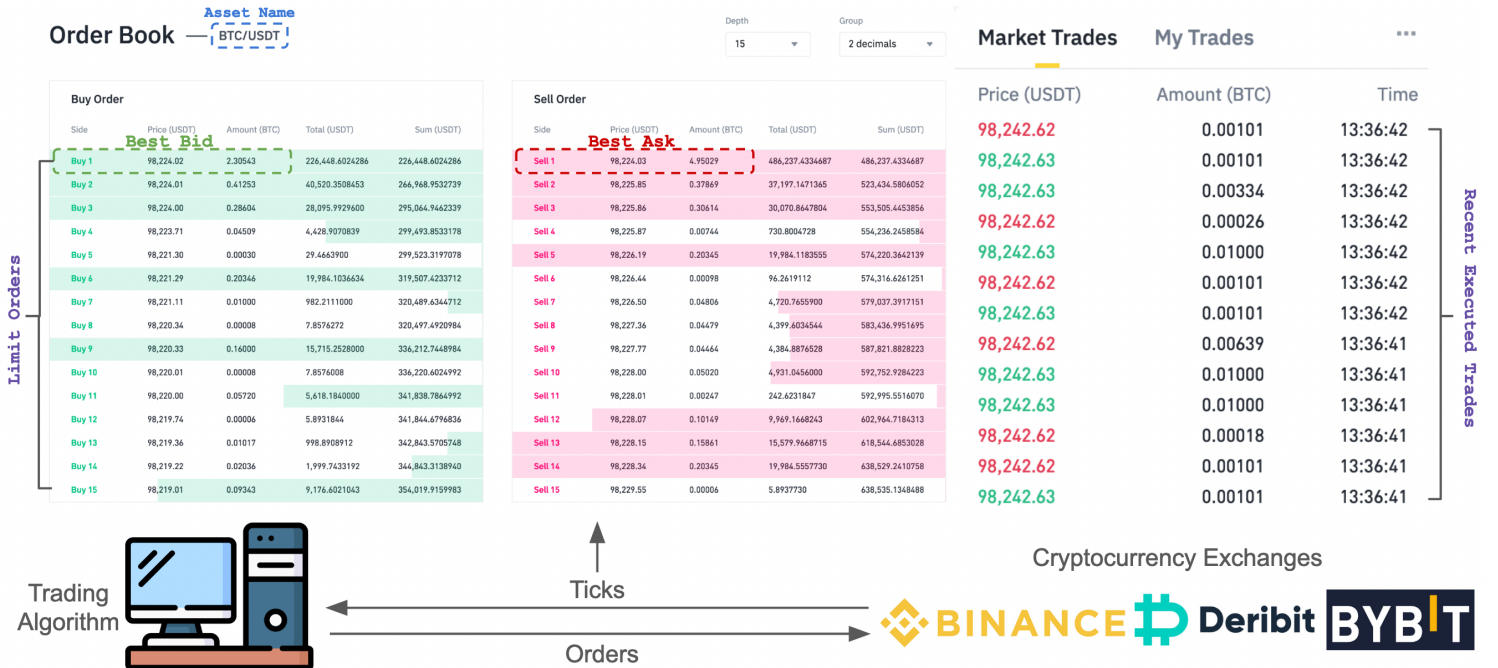 Asset Name
Order Book — BTC/USDT
Depth Group
15 2 decimals
Buy Order
Side Price (USDT) Amount (BTC) Total (USDT) Sum (USDT)
Best Bid
Buy 1 98,224.02 2.30543 226,448.6024286 226,448.6024286
Buy 2 98,224.01 0.41253 40,520.3508453 266,968.9532739
Buy 3 98,224.00 0.28604 28,095.9929600 295,064.9462339
Buy 4 98,223.71 0.04509 4,428.9070839 299,493.8533178
Buy 5 98,221.30 0.00030 29.4663900 299,523.3197078
Buy 6 98,221.29 0.20346 19,984.1036634 319,507.4233712
Buy 7 98,221.11 0.01000 982.2111000 320,489.6344712
Buy 8 98,220.34 0.00008 7.8576272 320,497.4920984
Buy 9 98,220.33 0.16000 15,715.2528000 336,212.7448984
Buy 10 98,220.01 0.00008 7.8576008 336,220.6024992
Buy 11 98,220.00 0.05720 5,618.1840000 341,838.7864992
Buy 12 98,219.74 0.00006 5.8931844 341,844.6796836
Buy 13 98,219.36 0.01017 998.8908912 342,843.5705748
Buy 14 98,219.22 0.02036 1,999.7433192 344,843.3138940
Buy 15 98,219.01 0.09343 9,176.6021043 354,019.9159983
Limit Orders
Sell Order
Side Price (USDT) Amount (BTC) Total (USDT) Sum (USDT)
Best Ask
Sell 1 98,224.03 4.95029 486,237.4334687 486,237.4334687
Sell 2 98,225.85 0.37869 37,197.1471365 523,434.5806052
Sell 3 98,225.86 0.30614 30,070.8647804 553,505.4453856
Sell 4 98,225.87 0.00744 730.8004728 554,236.2458584
Sell 5 98,226.19 0.20345 19,984.1183555 574,220.3642139
Sell 6 98,226.44 0.00098 96.2619112 574,316.6261251
Sell 7 98,226.50 0.04806 4,720.7655900 579,037.3917151
Sell 8 98,227.36 0.04479 4,399.6034544 583,436.9951695
Sell 9 98,227.77 0.04464 4,384.8876528 587,821.8828223
Sell 10 98,228.00 0.05020 4,931.0456000 592,752.9284223
Sell 11 98,228.01 0.00247 242.6231847 592,995.5516070
Sell 12 98,228.07 0.10149 9,969.1668243 602,964.7184313
Sell 13 98,228.15 0.15861 15,579.9668715 618,544.6853028
Sell 14 98,228.34 0.20345 19,984.5557730 638,529.2410758
Sell 15 98,229.55 0.00006 5.8937730 638,535.1348488
Market Trades My Trades
Price (USDT) Amount (BTC) Time
98,242.62 0.00101 13:36:42
98,242.63 0.00101 13:36:42
98,242.63 0.00334 13:36:42
98,242.62 0.00026 13:36:42
98,242.63 0.01000 13:36:42
98,242.62 0.00101 13:36:42
98,242.63 0.00101 13:36:42
98,242.62 0.00639 13:36:41
98,242.63 0.01000 13:36:41
98,242.63 0.01000 13:36:41
98,242.62 0.00018 13:36:41
98,242.62 0.00101 13:36:41
98,242.63 0.00101 13:36:41
Recent Executed Trades
Trading
Algorithm
Ticks
Orders
Cryptocurrency Exchanges
BINANCE Deribit BYBIT